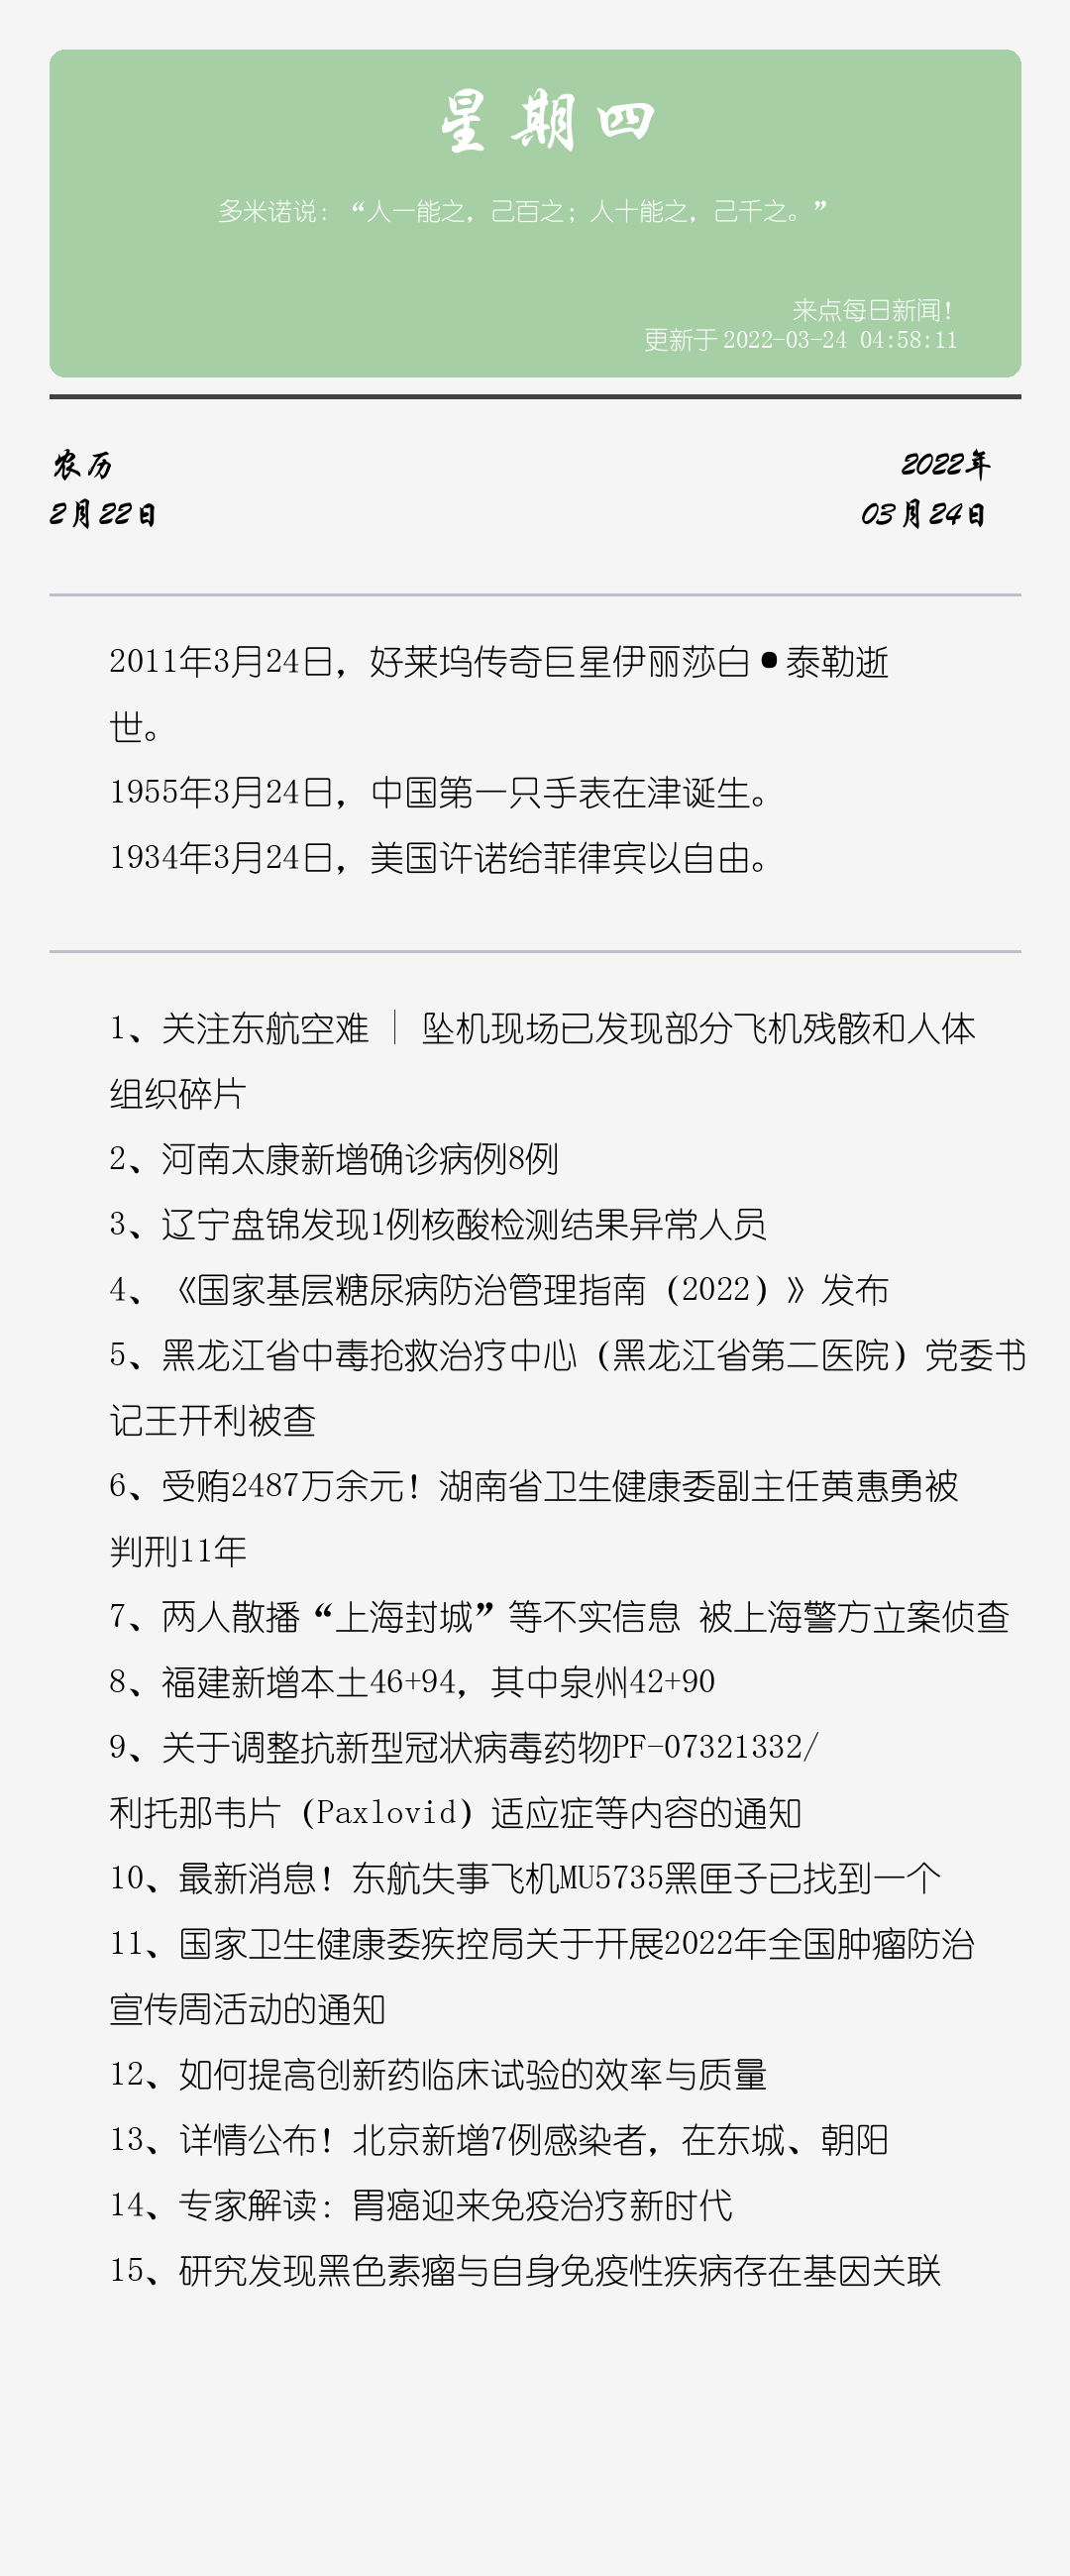 星期四
多米诺说：“人一能之，己百之；人十能之，己千之。”
来点每日新闻！
更新于 2022-03-24 04:58:11
农历
2022年
2月22日
03月24日
2011年3月24日，好莱坞传奇巨星伊丽莎白●泰勒逝
世。
1955年3月24日，中国第一只手表在津诞生。
1934年3月24日，美国许诺给菲律宾以自由。
1、关注东航空难｜坠机现场已发现部分飞机残骸和人体
组织碎片
2、河南太康新增确诊病例8例
3、辽宁盘锦发现1例核酸检测结果异常人员
4、《国家基层糖尿病防治管理指南（2022）》发布
5、黑龙江省中毒抢救治疗中心（黑龙江省第二医院）党委书
记王开利被查
6、受贿2487万余元！湖南省卫生健康委副主任黄惠勇被
判刑11年
7、两人散播“上海封城”等不实信息 被上海警方立案侦查
8、福建新增本土46+94，其中泉州42+90
9、关于调整抗新型冠状病毒药物PF-07321332/
利托那韦片（Paxlovid）适应症等内容的通知
10、最新消息！东航失事飞机MU5735黑匣子已找到一个
11、国家卫生健康委疾控局关于开展2022年全国肿瘤防治
宣传周活动的通知
12、如何提高创新药临床试验的效率与质量
13、详情公布！北京新增7例感染者，在东城、朝阳
14、专家解读：胃癌迎来免疫治疗新时代
15、研究发现黑色素瘤与自身免疫性疾病存在基因关联